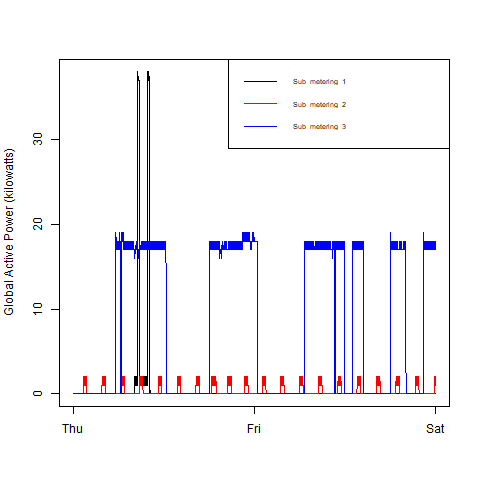 Global Active Power (kilowatts)
30
20
10
0
Sub metering 1
Sub metering 2
Sub metering 3
Thu
Fri
Sat